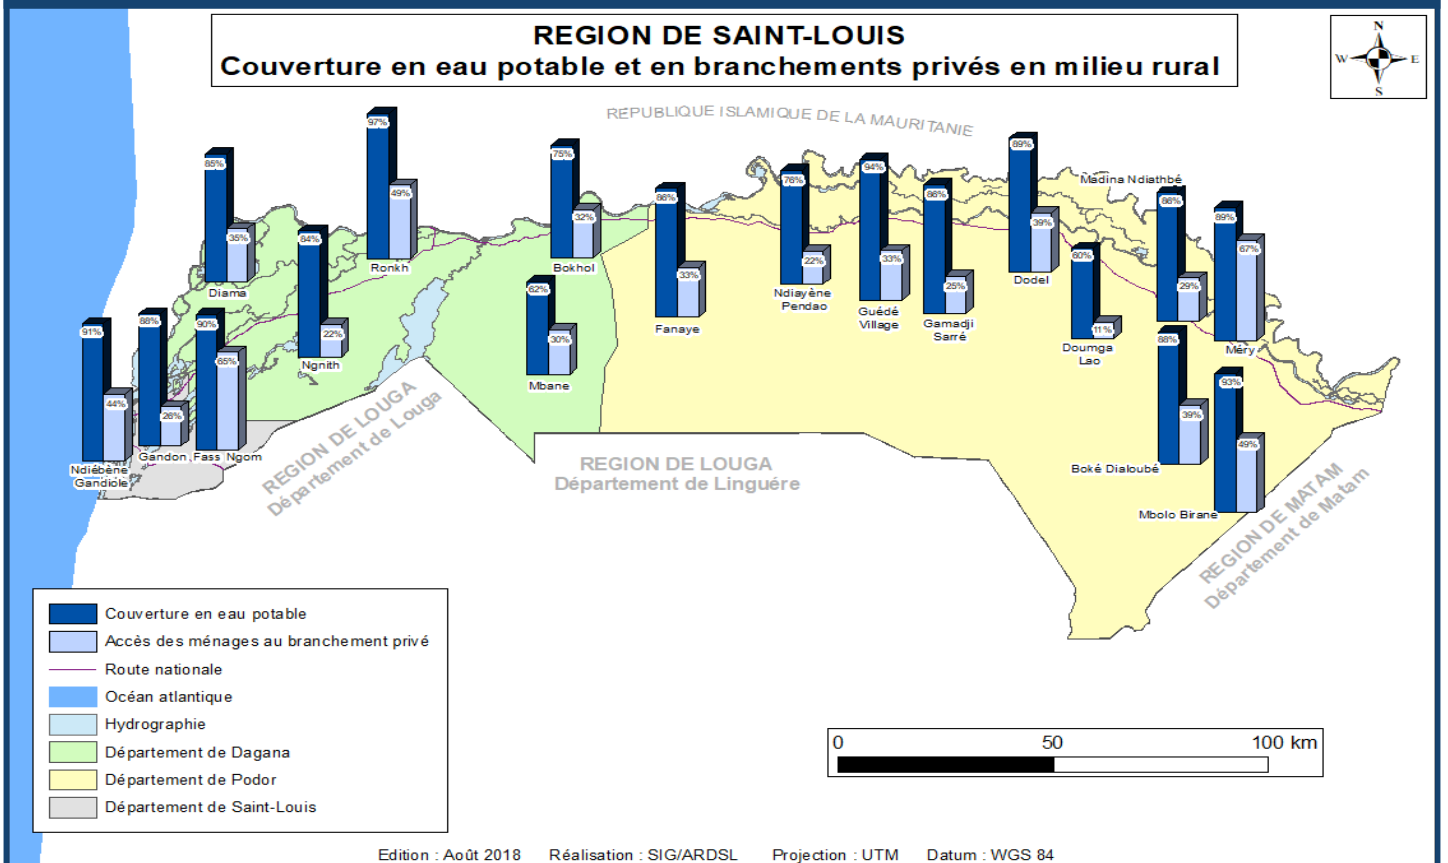 REGION DE SAINT-LOUIS
Couverture en eau potable et en branchements privés en milieu rural
N
W E
S
REPUBLIQUE ISLAMIQUE DE LA MAURITANIE
97%
49%
Ronkh
85%
35%
Diama
84%
22%
Ngnith
75%
32%
Bokhol
62%
30%
Mbane
86%
33%
Fanaye
76%
22%
Ndiayène
Pendao
94%
33%
Guédé
Village
86%
25%
Gamadji
Sarré
89%
39%
Dodel
60%
11%
Doumga
Lao
Madina Ndiathbé
86%
29%
89%
67%
Méry
88%
39%
Boké Dialoubé
93%
49%
Mbolo Birane
91%
44%
Ndiébène
Gandiole
88%
26%
Gandon
90%
65%
Fass Ngom
REGION DE LOUGA
Département de Louga
REGION DE LOUGA
Département de Linguére
REGION DE MATAM
Département de Matam
Couverture en eau potable
Accès des ménages au branchement privé
Route nationale
Océan atlantique
Hydrographie
Département de Dagana
Département de Podor
Département de Saint-Louis
0 50 100 km
Edition : Août 2018 Réalisation : SIG/ARDSL Projection : UTM Datum : WGS 84